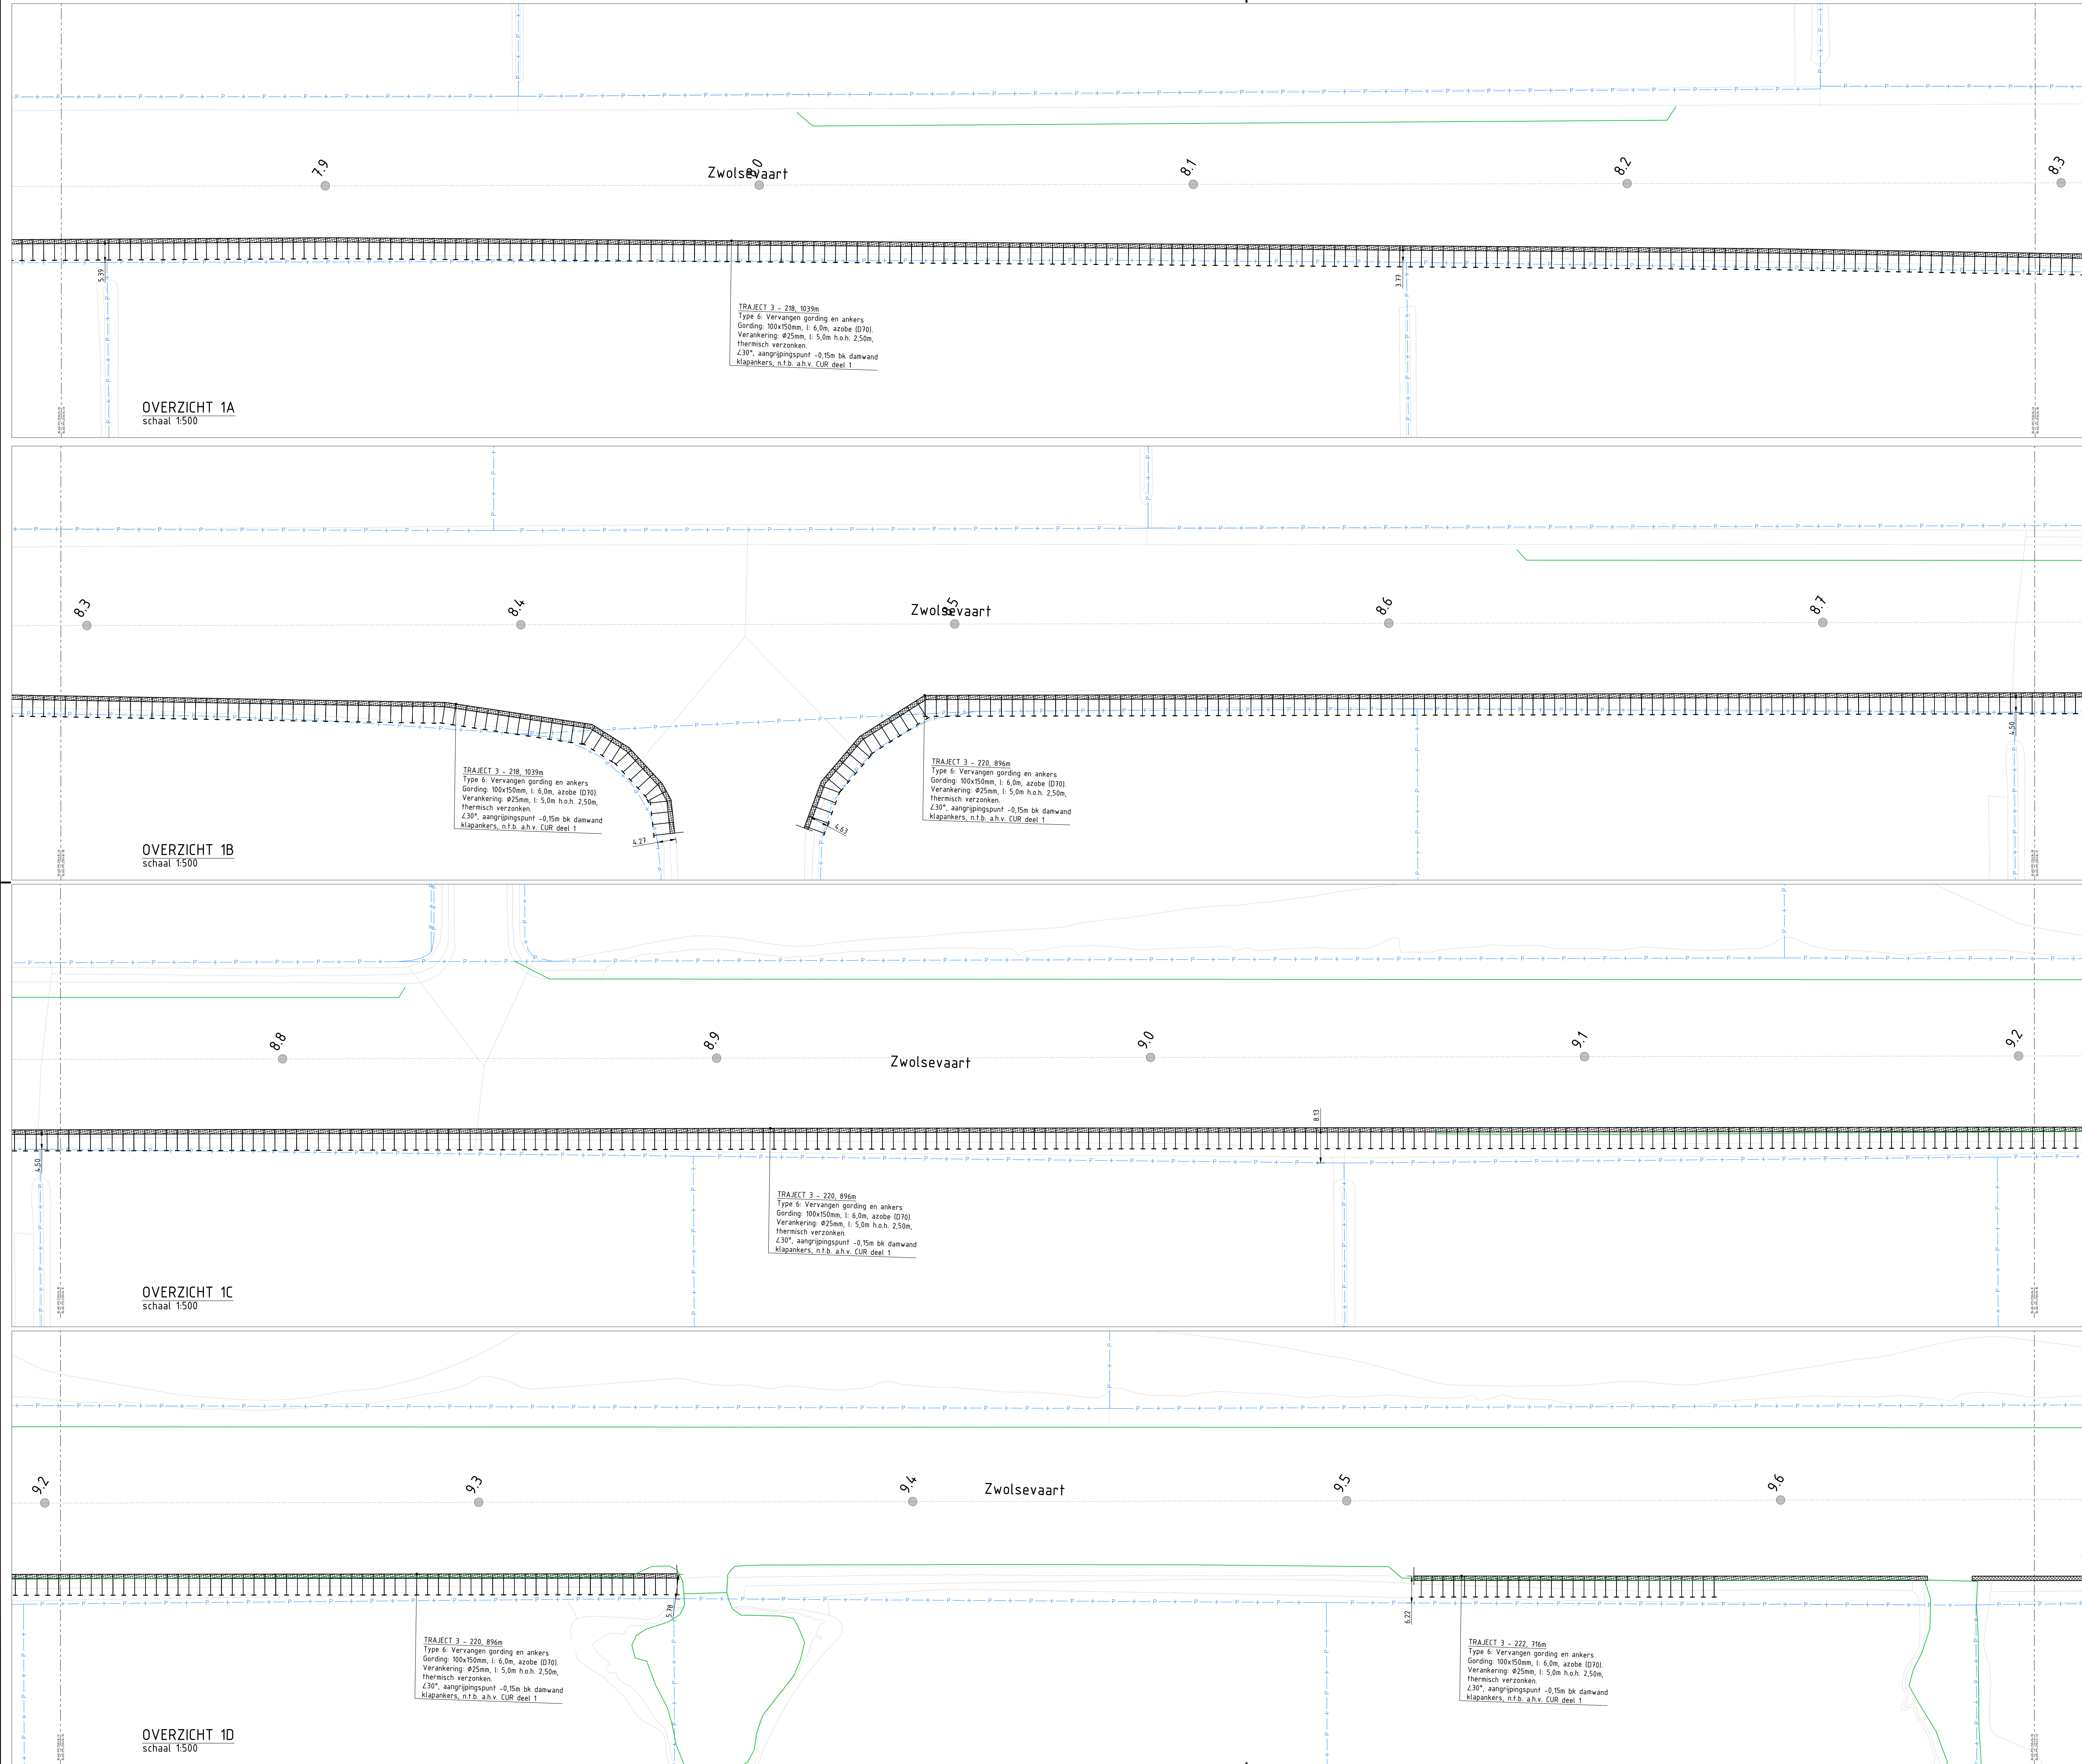 7.9
8.0
8.1
8.2
8.3
Zwolsevaart
5.39
3.77
TRAJECT 3 - 218, 1039m
Type 6: Vervangen gording en ankers
Gording: 100x150mm, l: 6,0m, azobe (D70).
Verankering: Ø25mm, l: 5,0m h.o.h. 2,50m,
thermisch verzonken.
∠30°, aangrijpingspunt -0,15m bk damwand
klapankers, n.t.b. a.h.v. CUR deel 1
OVERZICHT 1A
schaal 1:500
8.3
8.4
8.5
8.6
8.7
Zwolsevaart
4.50
TRAJECT 3 - 218, 1039m
Type 6: Vervangen gording en ankers
Gording: 100x150mm, l: 6,0m, azobe (D70).
Verankering: Ø25mm, l: 5,0m h.o.h. 2,50m,
thermisch verzonken.
∠30°, aangrijpingspunt -0,15m bk damwand
klapankers, n.t.b. a.h.v. CUR deel 1
4.27
4.63
TRAJECT 3 - 220, 896m
Type 6: Vervangen gording en ankers
Gording: 100x150mm, l: 6,0m, azobe (D70).
Verankering: Ø25mm, l: 5,0m h.o.h. 2,50m,
thermisch verzonken.
∠30°, aangrijpingspunt -0,15m bk damwand
klapankers, n.t.b. a.h.v. CUR deel 1
OVERZICHT 1B
schaal 1:500
8.8
8.9
9.0
9.1
9.2
Zwolsevaart
8.13
4.50
TRAJECT 3 - 220, 896m
Type 6: Vervangen gording en ankers
Gording: 100x150mm, l: 6,0m, azobe (D70).
Verankering: Ø25mm, l: 5,0m h.o.h. 2,50m,
thermisch verzonken.
∠30°, aangrijpingspunt -0,15m bk damwand
klapankers, n.t.b. a.h.v. CUR deel 1
OVERZICHT 1C
schaal 1:500
9.2
9.3
9.4
9.5
9.6
Zwolsevaart
5.78
6.22
TRAJECT 3 - 220, 896m
Type 6: Vervangen gording en ankers
Gording: 100x150mm, l: 6,0m, azobe (D70).
Verankering: Ø25mm, l: 5,0m h.o.h. 2,50m,
thermisch verzonken.
∠30°, aangrijpingspunt -0,15m bk damwand
klapankers, n.t.b. a.h.v. CUR deel 1
TRAJECT 3 - 222, 716m
Type 6: Vervangen gording en ankers
Gording: 100x150mm, l: 6,0m, azobe (D70).
Verankering: Ø25mm, l: 5,0m h.o.h. 2,50m,
thermisch verzonken.
∠30°, aangrijpingspunt -0,15m bk damwand
klapankers, n.t.b. a.h.v. CUR deel 1
OVERZICHT 1D
schaal 1:500